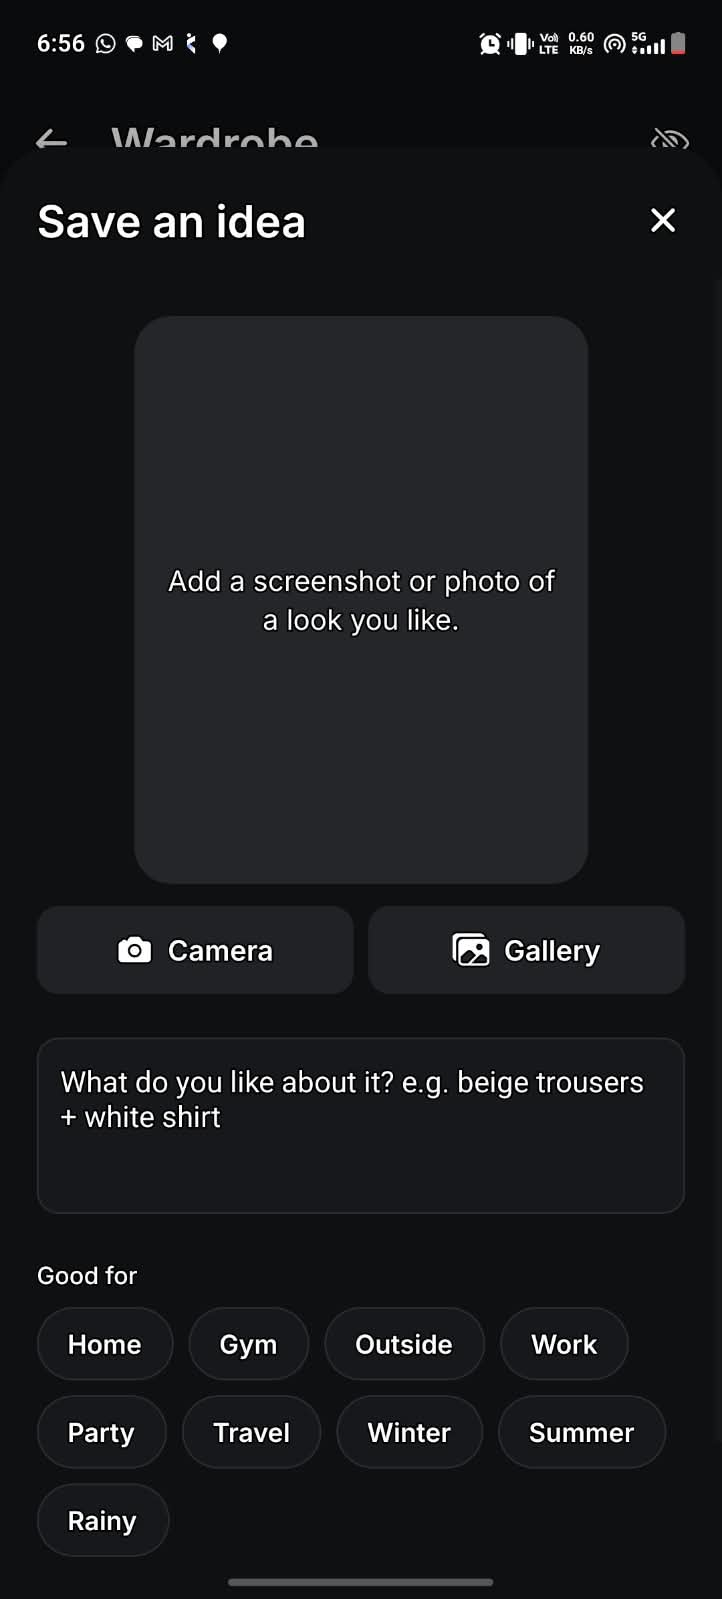 6:56
Vo) LTE
0.60 KB/s
5G
Wardrobe
Save an idea
Add a screenshot or photo of
a look you like.
Camera
Gallery
What do you like about it? e.g. beige trousers
+ white shirt
Good for
Home
Gym
Outside
Work
Party
Travel
Winter
Summer
Rainy